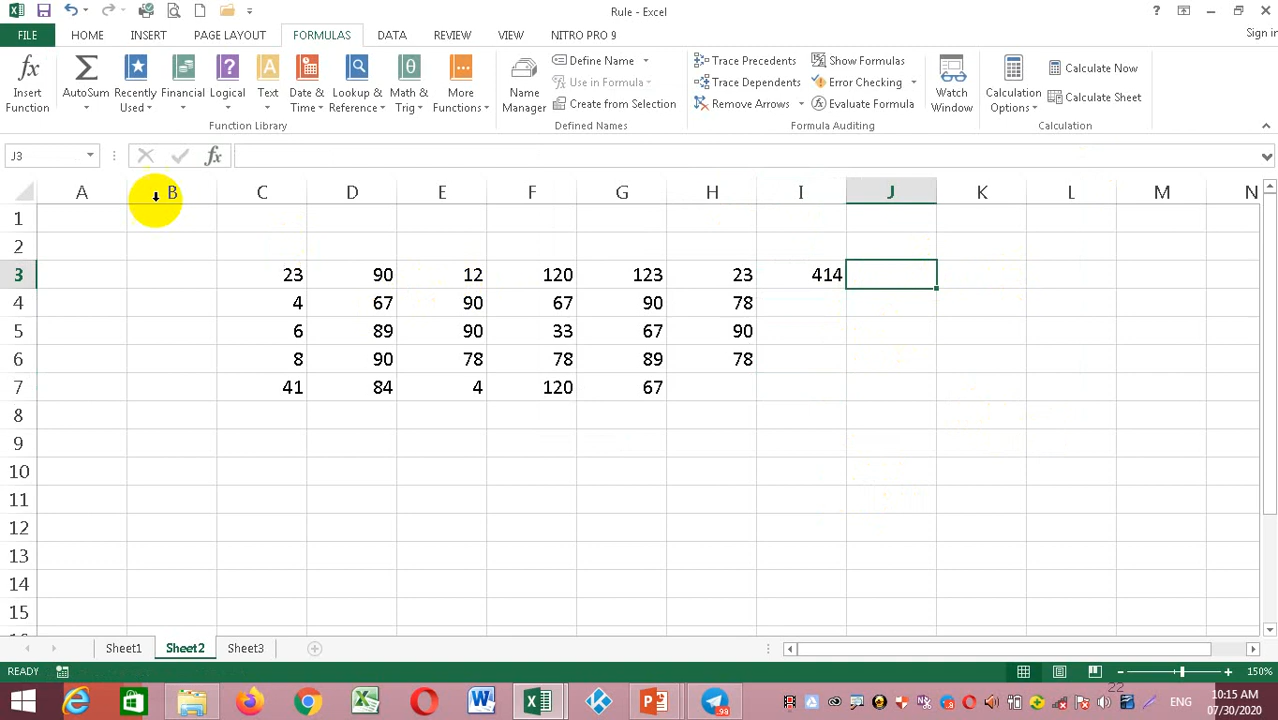 Rule - Excel
?
FILE
HOME
INSERT
PAGE LAYOUT
FORMULAS
DATA
REVIEW
VIEW
NITRO PRO 9
Sign in
Insert Function
AutoSum
Recently Used
Financial
Logical
Text
Date & Time
Lookup & Reference
Math & Trig
More Functions
Function Library
Name Manager
Define Name
Use in Formula
Create from Selection
Defined Names
Trace Precedents
Trace Dependents
Remove Arrows
Show Formulas
Error Checking
Evaluate Formula
Formula Auditing
Watch Window
Calculation Options
Calculate Now
Calculate Sheet
Calculation
J3
fx
A B C D E F G H I J K L M N
1
2
3 23 90 12 120 123 23 414
4 4 67 90 67 90 78
5 6 89 90 33 67 90
6 8 90 78 78 89 78
7 41 84 4 120 67
8
9
10
11
12
13
14
15
Sheet1 Sheet2 Sheet3
READY
150%
22
ENG
10:15 AM
07/30/2020